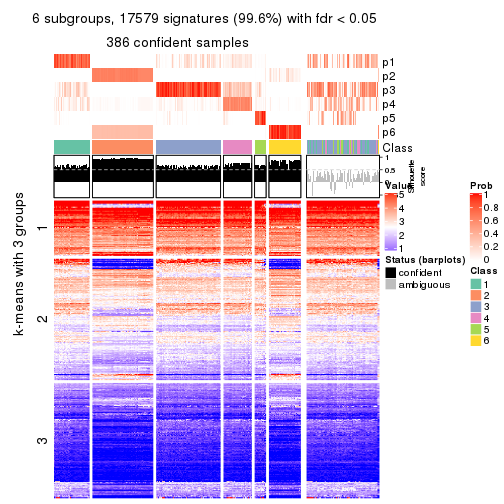 6 subgroups, 17579 signatures (99.6%) with fdr < 0.05
386 confident samples
p1
p2
p3
p4
p5
p6
Class
1
0.5
0
Silhouette
score
k-means with 3 groups
1
2
3
Value
5
4
3
2
1
Status (barplots)
confident
ambiguous
Prob
1
0.8
0.6
0.4
0.2
0
Class
1
2
3
4
5
6